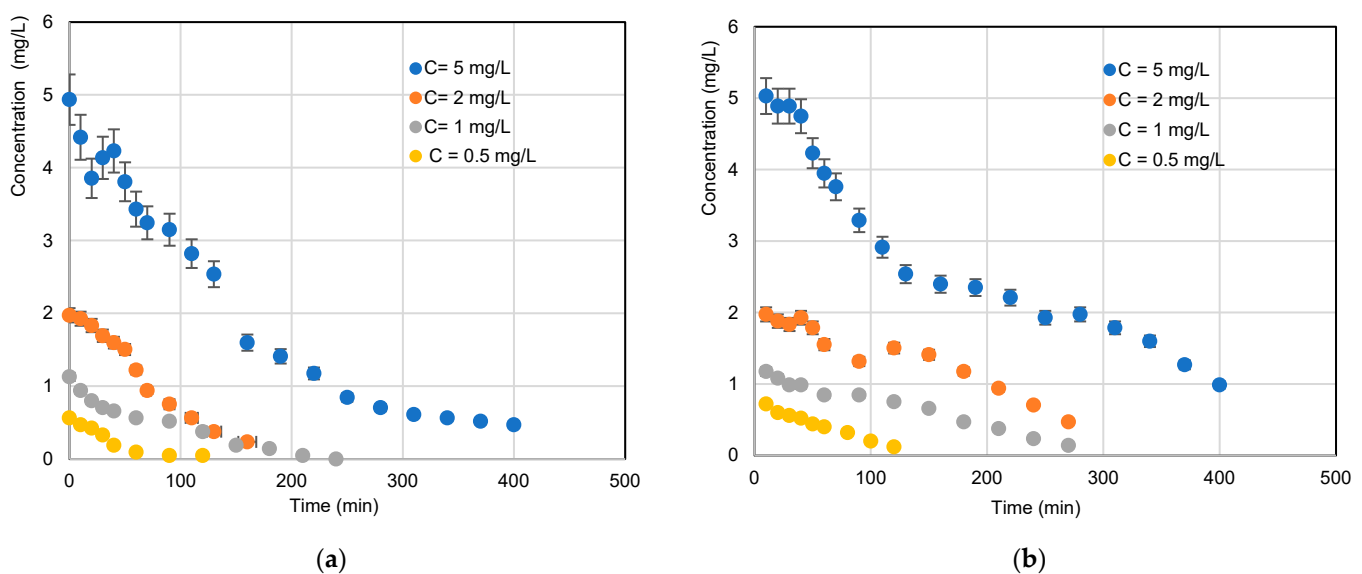 6
5
4
3
2
1
0
Concentration (mg/L)
C= 5 mg/L
C= 2 mg/L
C= 1 mg/L
C = 0.5 mg/L
0 100 200 300 400 500
Time (min)
(a)
6
5
4
3
2
1
0
Concentration (mg/L)
C = 5 mg/L
C = 2 mg/L
C = 1 mg/L
C = 0.5 mg/L
0 100 200 300 400 500
Time (min)
(b)